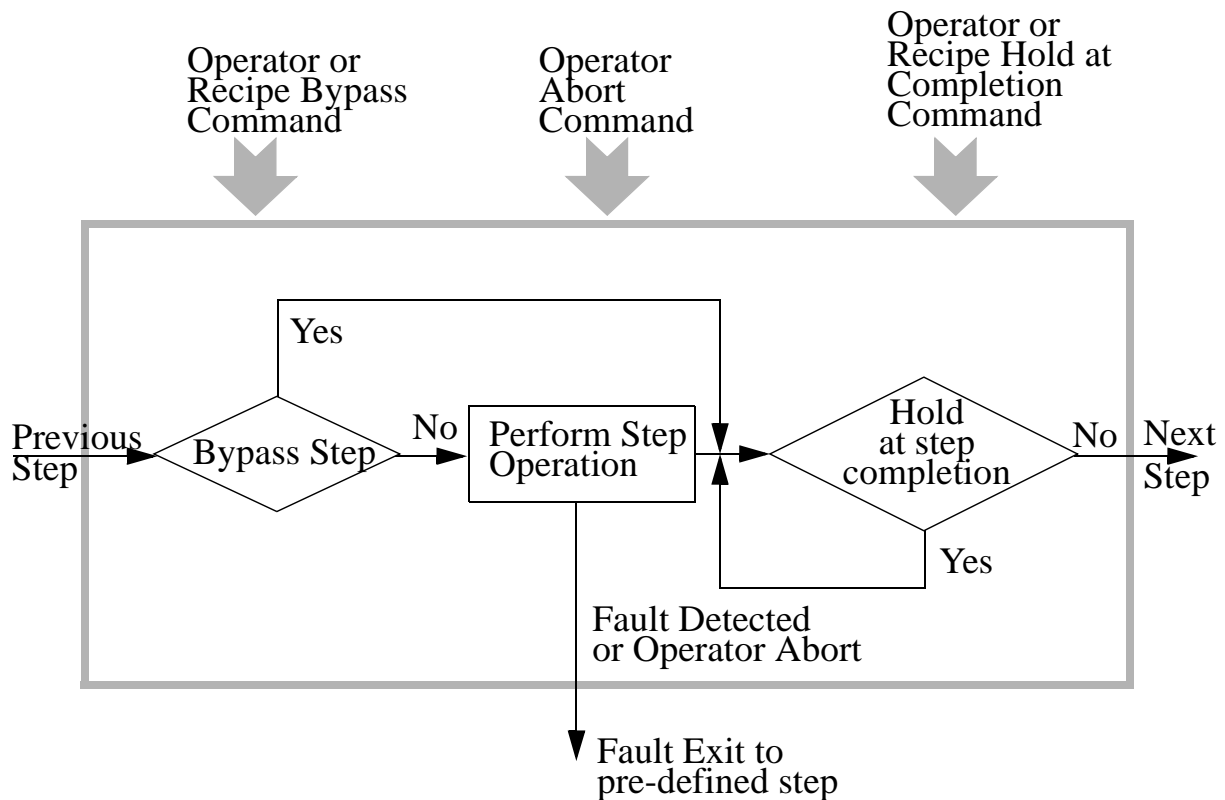 Operator or
Recipe Bypass
Command
Operator
Abort
Command
Operator or
Recipe Hold at
Completion
Command
Yes
Previous
Step
Bypass Step
No
Perform Step
Operation
Hold
at step
completion
No
Next
Step
Yes
Fault Detected
or Operator Abort
Fault Exit to
pre-defined step